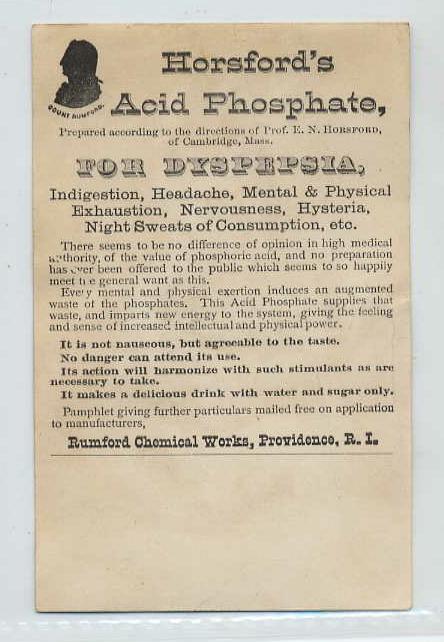 Horsford's
Acid Phosphate,
COUNT RUMFORD.
Prepared according to the directions of Prof. E. N. HORSFORD,
of Cambridge, Mass.
FOR DYSPEPSIA,
Indigestion, Headache, Mental & Physical
Exhaustion, Nervousness, Hysteria,
Night Sweats of Consumption, etc.
There seems to be no difference of opinion in high medical
authority, of the value of phosphoric acid, and no preparation
has ever been offered to the public which seems to so happily
meet the general want as this.
Every mental and physical exertion induces an augmented
waste of the phosphates. This Acid Phosphate supplies that
waste, and imparts new energy to the system, giving the feeling
and sense of increased intellectual and physical power.
It is not nauseous, but agreeable to the taste.
No danger can attend its use.
Its action will harmonize with such stimulants as are
necessary to take.
It makes a delicious drink with water and sugar only.
Pamphlet giving further particulars mailed free on application
to manufacturers,
Rumford Chemical Works, Providence, R. I.